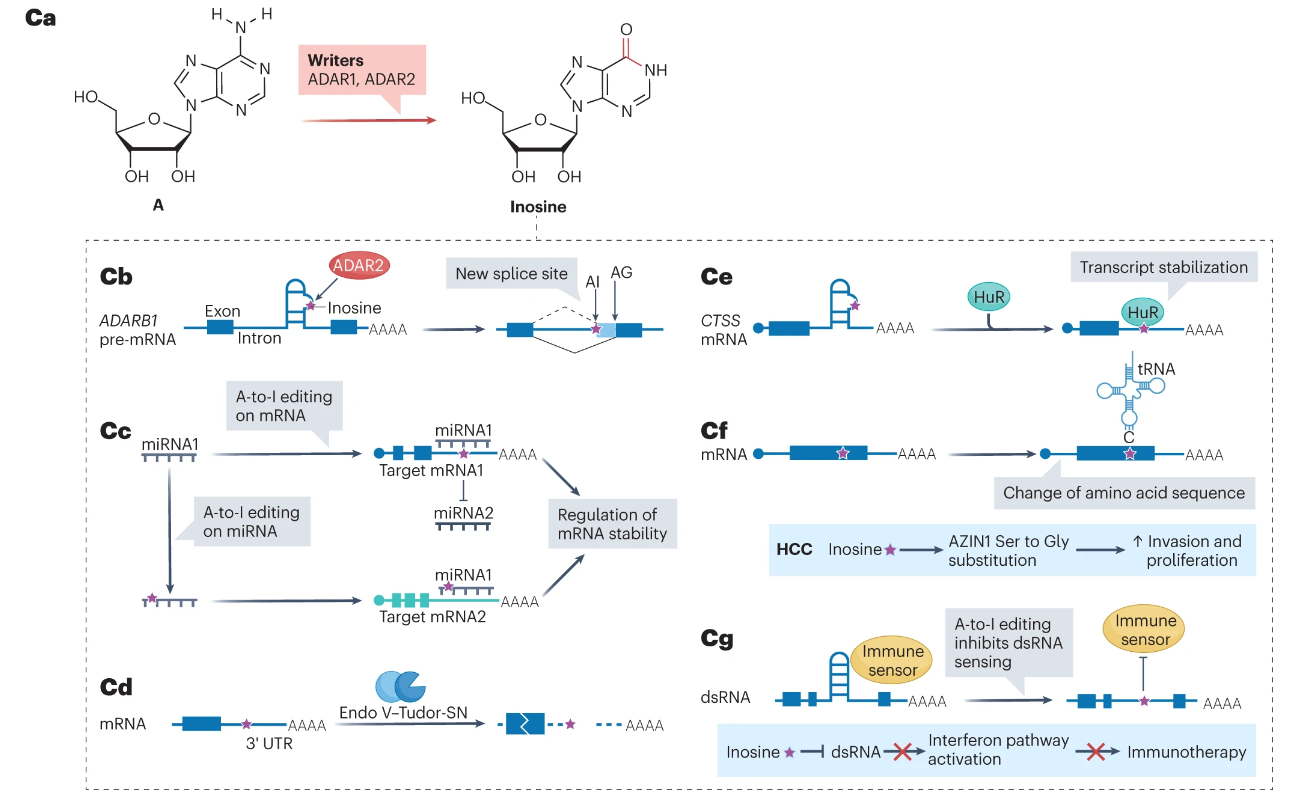 Ca
H
H
N
N
N
N
N
HO
O
OH
OH
A
Writers
ADAR1, ADAR2
O
N
NH
N
N
HO
O
OH
OH
Inosine
Cb
ADARB1
pre-mRNA
Exon
Intron
ADAR2
Inosine
AAAA
New splice site
AI
AG
Cc
miRNA1
A-to-I editing
on mRNA
A-to-I editing
on miRNA
miRNA1
AAAA
Target mRNA1
miRNA2
miRNA1
AAAA
Target mRNA2
Regulation of
mRNA stability
Cd
mRNA
AAAA
3' UTR
Endo V–Tudor-SN
AAAA
Ce
CTSS
mRNA
AAAA
HuR
Transcript stabilization
HuR
AAAA
Cf
mRNA
AAAA
tRNA
C
AAAA
Change of amino acid sequence
HCC
Inosine
AZIN1 Ser to Gly
substitution
↑ Invasion and
proliferation
Cg
dsRNA
Immune
sensor
AAAA
A-to-I editing
inhibits dsRNA
sensing
Immune
sensor
AAAA
Inosine
dsRNA
Interferon pathway
activation
Immunotherapy